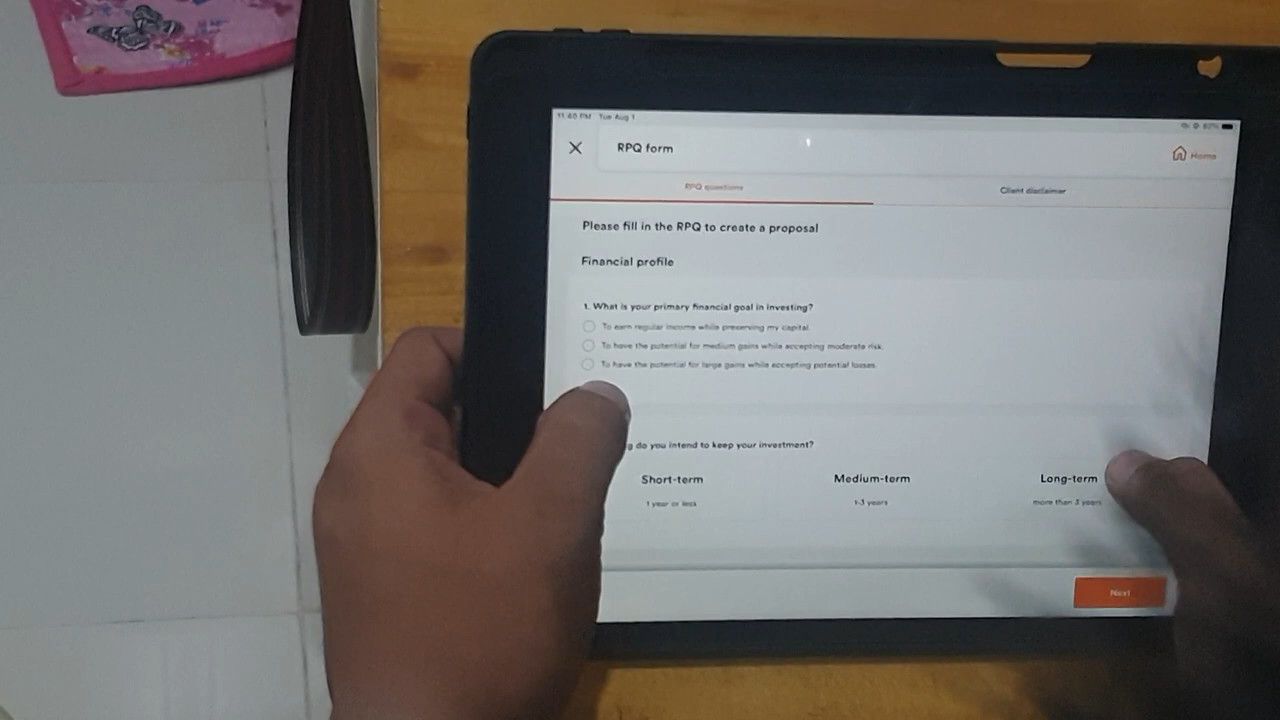 11:40 PM Tue Aug 1
62%
RPQ form
Home
RPQ questions
Client disclaimer
Please fill in the RPQ to create a proposal
Financial profile
1. What is your primary financial goal in investing?
To earn regular income while preserving my capital.
To have the potential for medium gains while accepting moderate risk.
To have the potential for large gains while accepting potential losses.
do you intend to keep your investment?
Short-term
Medium-term
Long-term
1 year or less
1-3 years
more than 3 years
Next